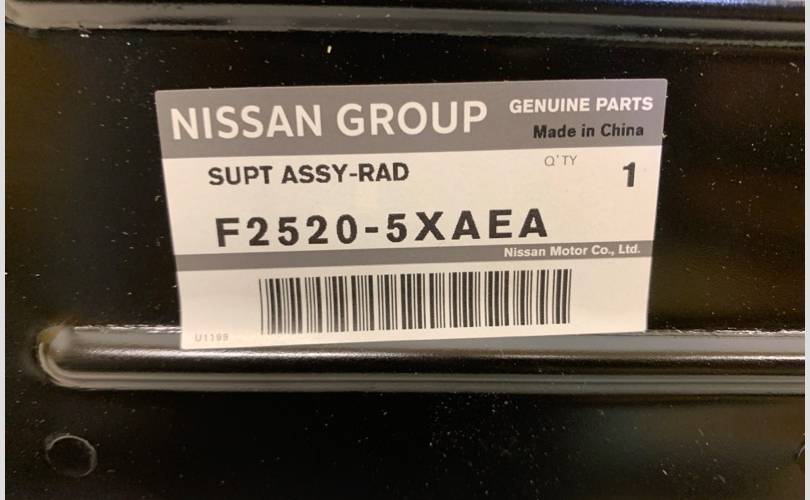 NISSAN GROUP
GENUINE PARTS
Made in China
SUPT ASSY-RAD
Q'TY
1
F2520-5XAEA
Nissan Motor Co., Ltd.
U1199